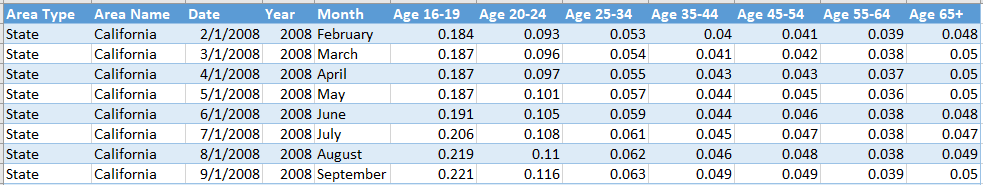 Area Type Area Name Date Year Month Age 16-19 Age 20-24 Age 25-34 Age 35-44 Age 45-54 Age 55-64 Age 65+
State California 2/1/2008 2008 February 0.184 0.093 0.053 0.04 0.041 0.039 0.048
State California 3/1/2008 2008 March 0.187 0.096 0.054 0.041 0.042 0.038 0.05
State California 4/1/2008 2008 April 0.187 0.097 0.055 0.043 0.043 0.037 0.05
State California 5/1/2008 2008 May 0.187 0.101 0.057 0.044 0.045 0.036 0.05
State California 6/1/2008 2008 June 0.191 0.105 0.059 0.044 0.046 0.038 0.048
State California 7/1/2008 2008 July 0.206 0.108 0.061 0.045 0.047 0.038 0.047
State California 8/1/2008 2008 August 0.219 0.11 0.062 0.046 0.048 0.038 0.049
State California 9/1/2008 2008 September 0.221 0.116 0.063 0.049 0.049 0.039 0.05